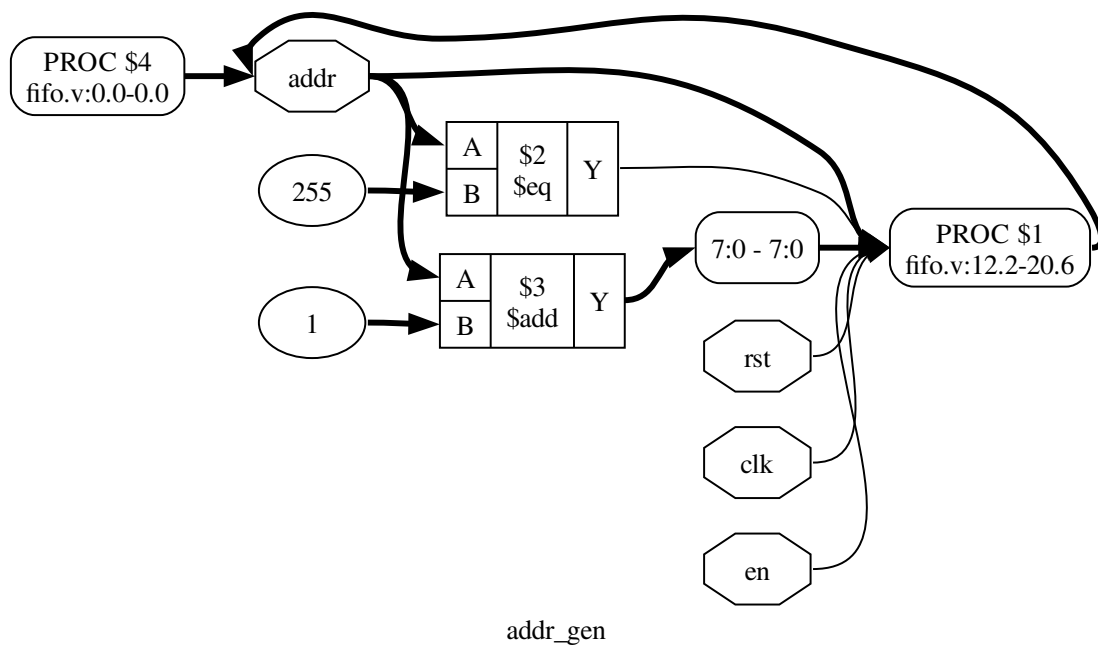 PROC $4
fifo.v:0.0-0.0
addr
255
1
A
B
$2
$eq
Y
A
B
$3
$add
Y
7:0 - 7:0
rst
clk
en
PROC $1
fifo.v:12.2-20.6
addr_gen